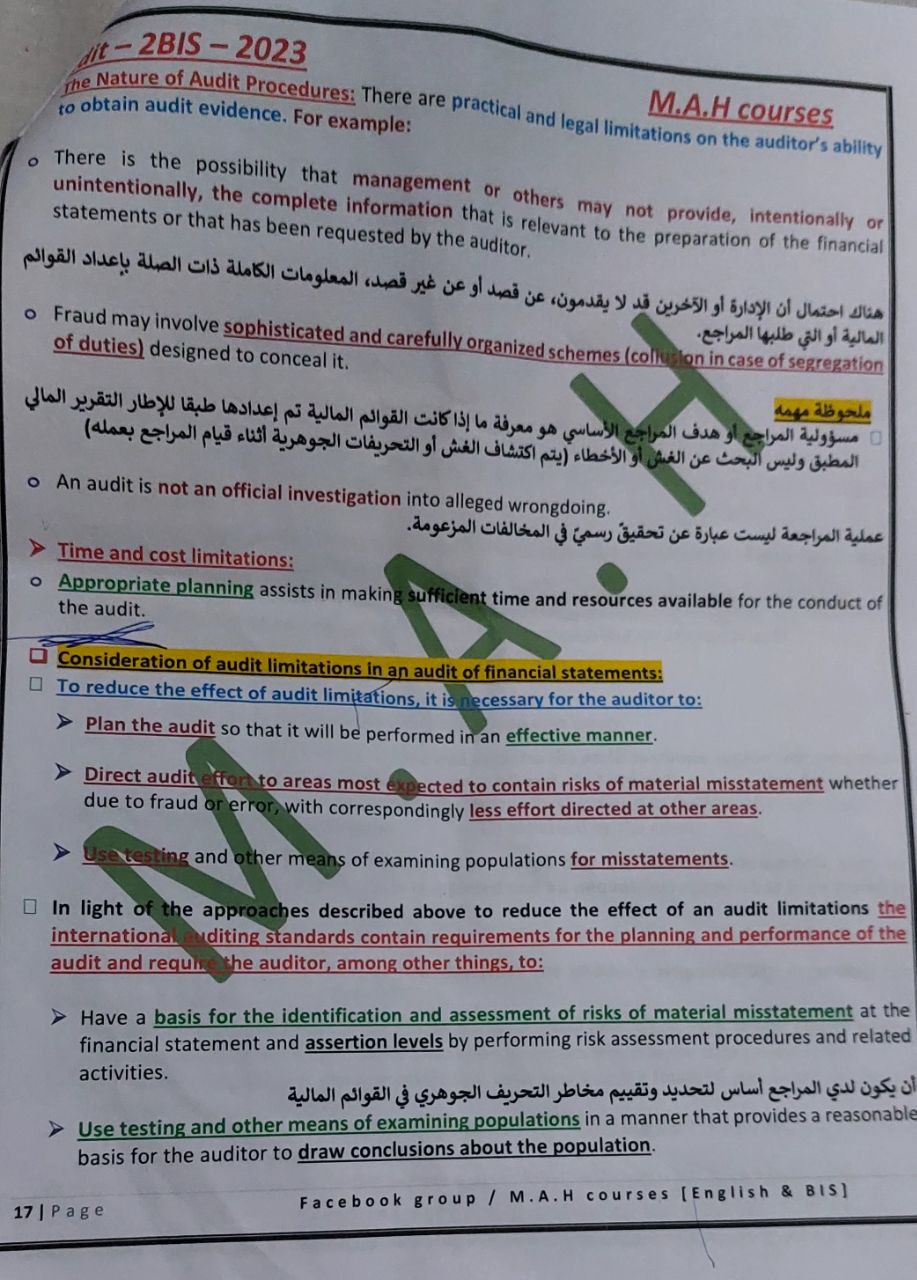 dit – 2BIS – 2023
M.A.H courses
The Nature of Audit Procedures: There are practical and legal limitations on the auditor's ability
to obtain audit evidence. For example:
o There is the possibility that management or others may not provide, intentionally or
unintentionally, the complete information that is relevant to the preparation of the financial
statements or that has been requested by the auditor.
هناك احتمال أن الإدارة أو الآخرين قد لا يقدمون، عن قصد أو عن غير قصد، المعلومات الكاملة ذات الصلة بإعداد القوائم
المالية أو التي طلبها المراجع.
o Fraud may involve sophisticated and carefully organized schemes (collusion in case of segregation
of duties) designed to conceal it.
ملحوظة مهمه
□ مسؤولية المراجع أو هدف المراجع الأساسي هو معرفة ما إذا كانت القوائم المالية تم إعدادها طبقا للإطار التقرير المالي
المطبق وليس البحث عن الغش أو الأخطاء (يتم اكتشاف الغش أو التحريفات الجوهرية أثناء قيام المراجع بعمله)
o An audit is not an official investigation into alleged wrongdoing.
عملية المراجعة ليست عبارة عن تحقيقٌ رسميّ في المخالفات المزعومة.
➤ Time and cost limitations:
o Appropriate planning assists in making sufficient time and resources available for the conduct of
the audit.
❑ Consideration of audit limitations in an audit of financial statements:
□ To reduce the effect of audit limitations, it is necessary for the auditor to:
➤ Plan the audit so that it will be performed in an effective manner.
➤ Direct audit effort to areas most expected to contain risks of material misstatement whether
due to fraud or error, with correspondingly less effort directed at other areas.
➤ Use testing and other means of examining populations for misstatements.
□ In light of the approaches described above to reduce the effect of an audit limitations the
international auditing standards contain requirements for the planning and performance of the
audit and require the auditor, among other things, to:
➤ Have a basis for the identification and assessment of risks of material misstatement at the
financial statement and assertion levels by performing risk assessment procedures and related
activities.
أن يكون لدي المراجع أساس لتحديد وتقييم مخاطر التحريف الجوهري في القوائم المالية
➤ Use testing and other means of examining populations in a manner that provides a reasonable
basis for the auditor to draw conclusions about the population.
17 | Page
Facebook group / M.A.H courses [English & BIS]
M.A.H